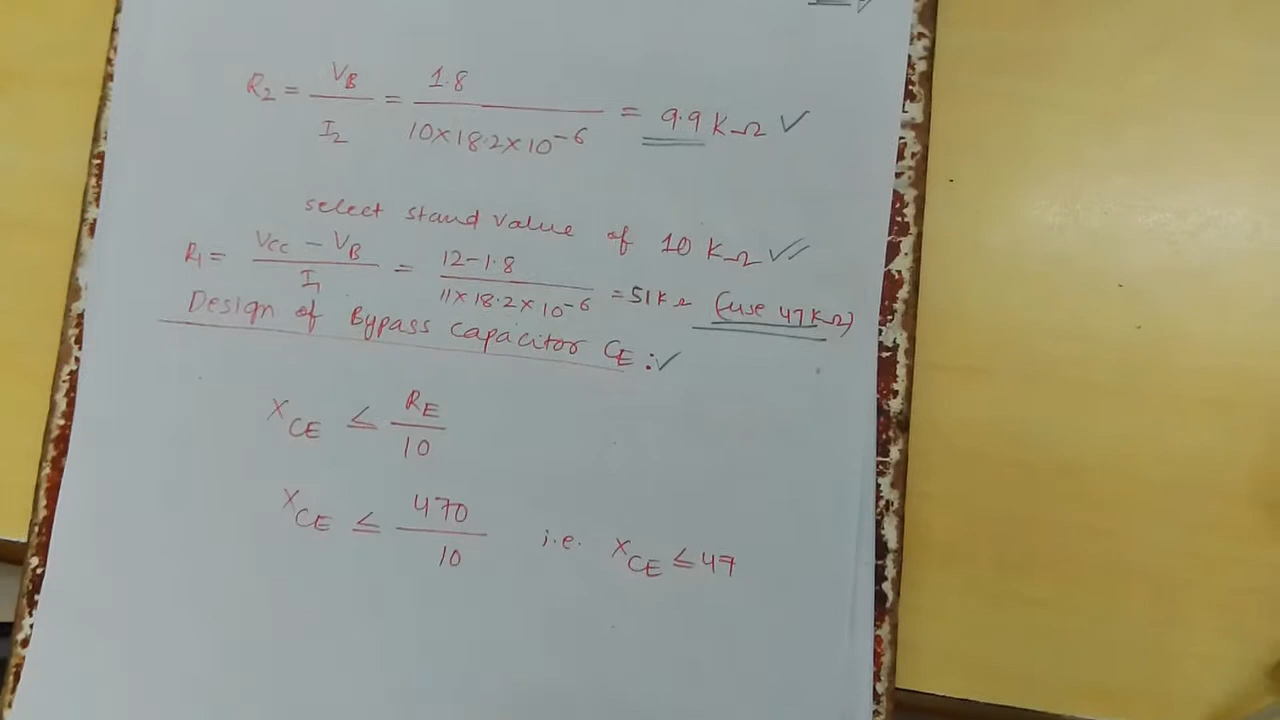 R2 = VB / I2 = 1.8 / 10×18.2×10^-6 = 9.9 KΩ ✓
select stand value of 10 KΩ ✓✓
R1 = VCC - VB / I1 = 12-1.8 / 11×18.2×10^-6 = 51KΩ (use 47KΩ)
Design of Bypass Capacitor CE : ✓
XCE ≤ RE / 10
XCE ≤ 470 / 10 i.e. XCE ≤ 47